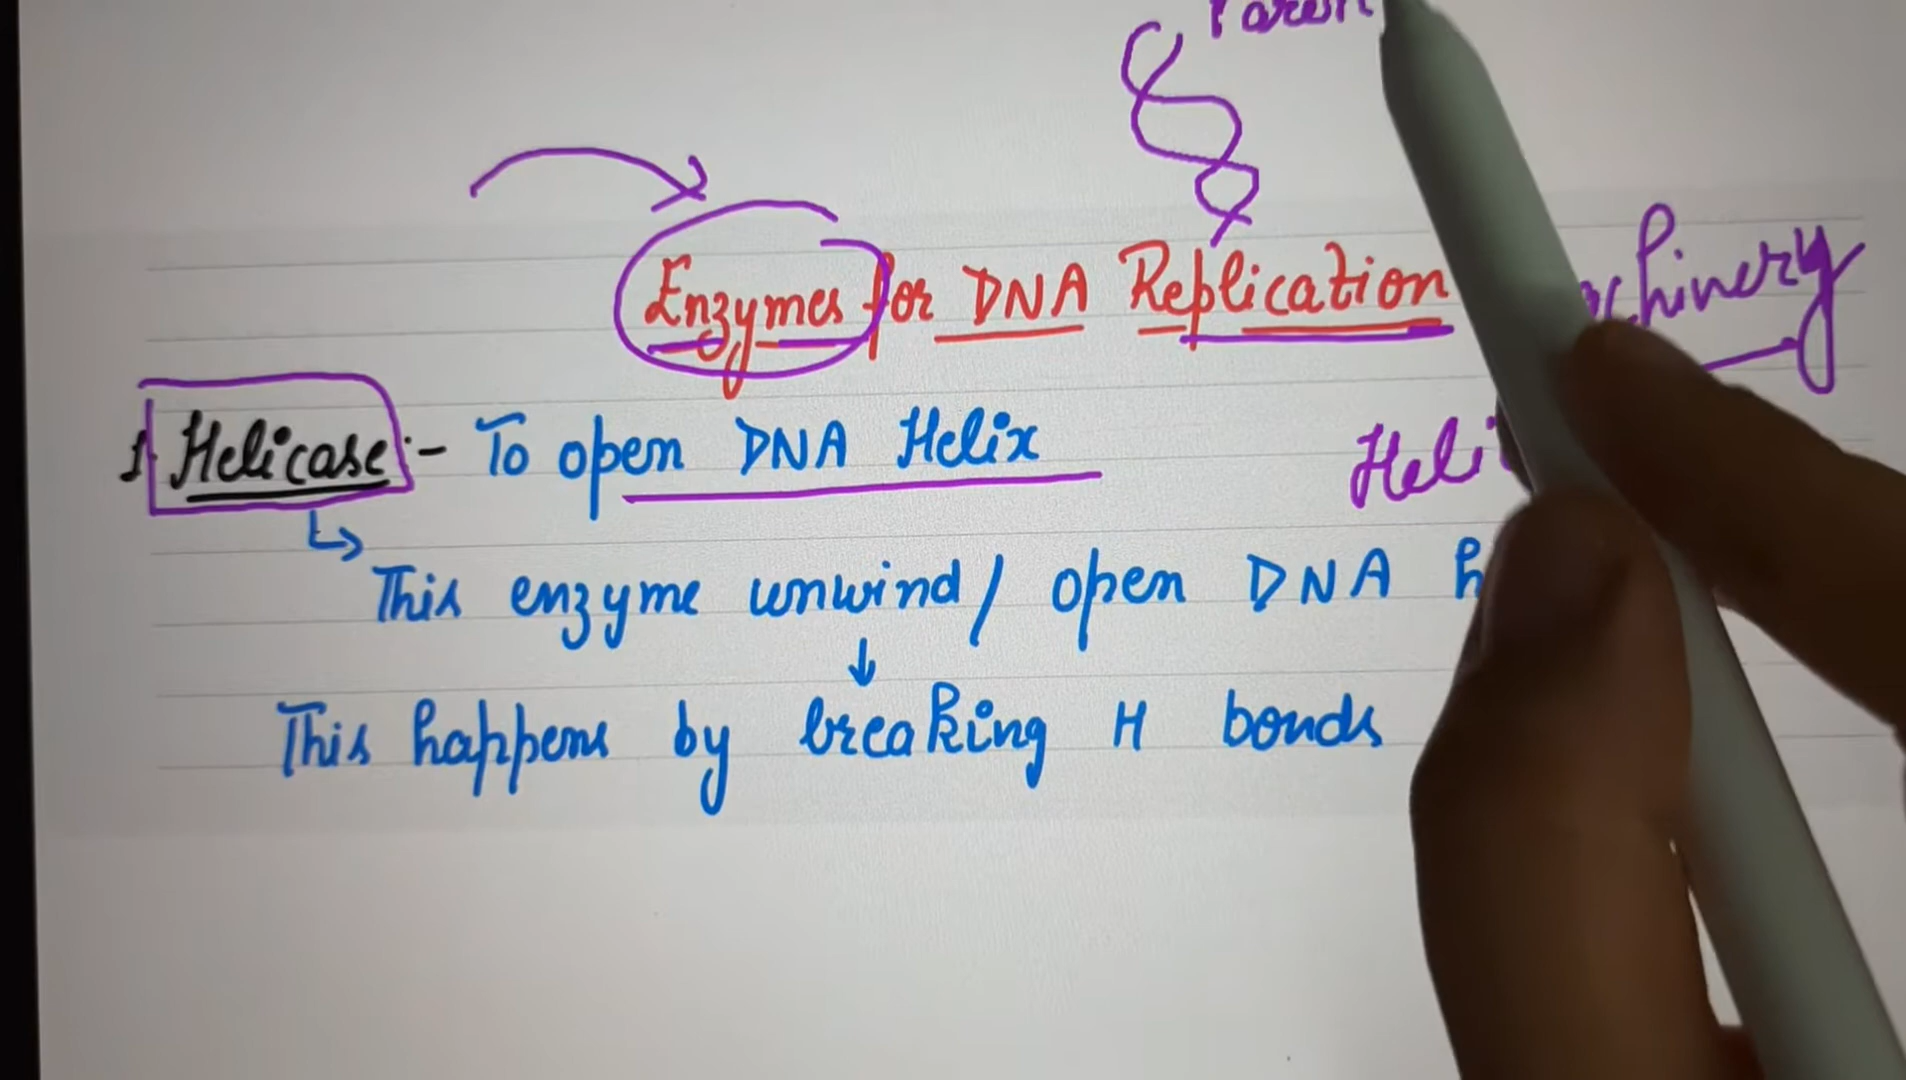 Enzymes for DNA Replication
1. Helicase :- To open DNA Helix
This enzyme unwind / open DNA
This happens by breaking H bonds